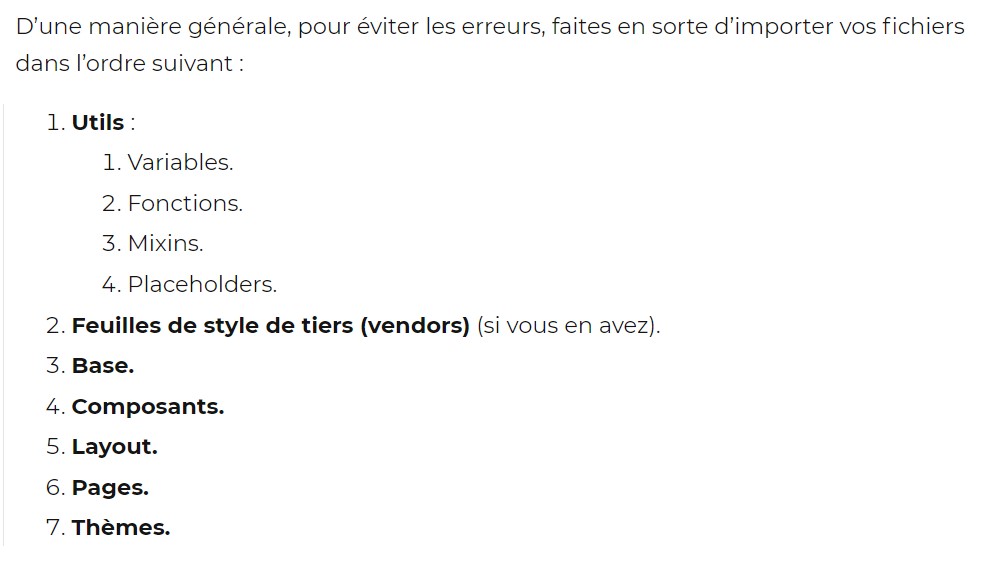 D’une manière générale, pour éviter les erreurs, faites en sorte d’importer vos fichiers
dans l’ordre suivant :
1. Utils :
1. Variables.
2. Fonctions.
3. Mixins.
4. Placeholders.
2. Feuilles de style de tiers (vendors) (si vous en avez).
3. Base.
4. Composants.
5. Layout.
6. Pages.
7. Thèmes.